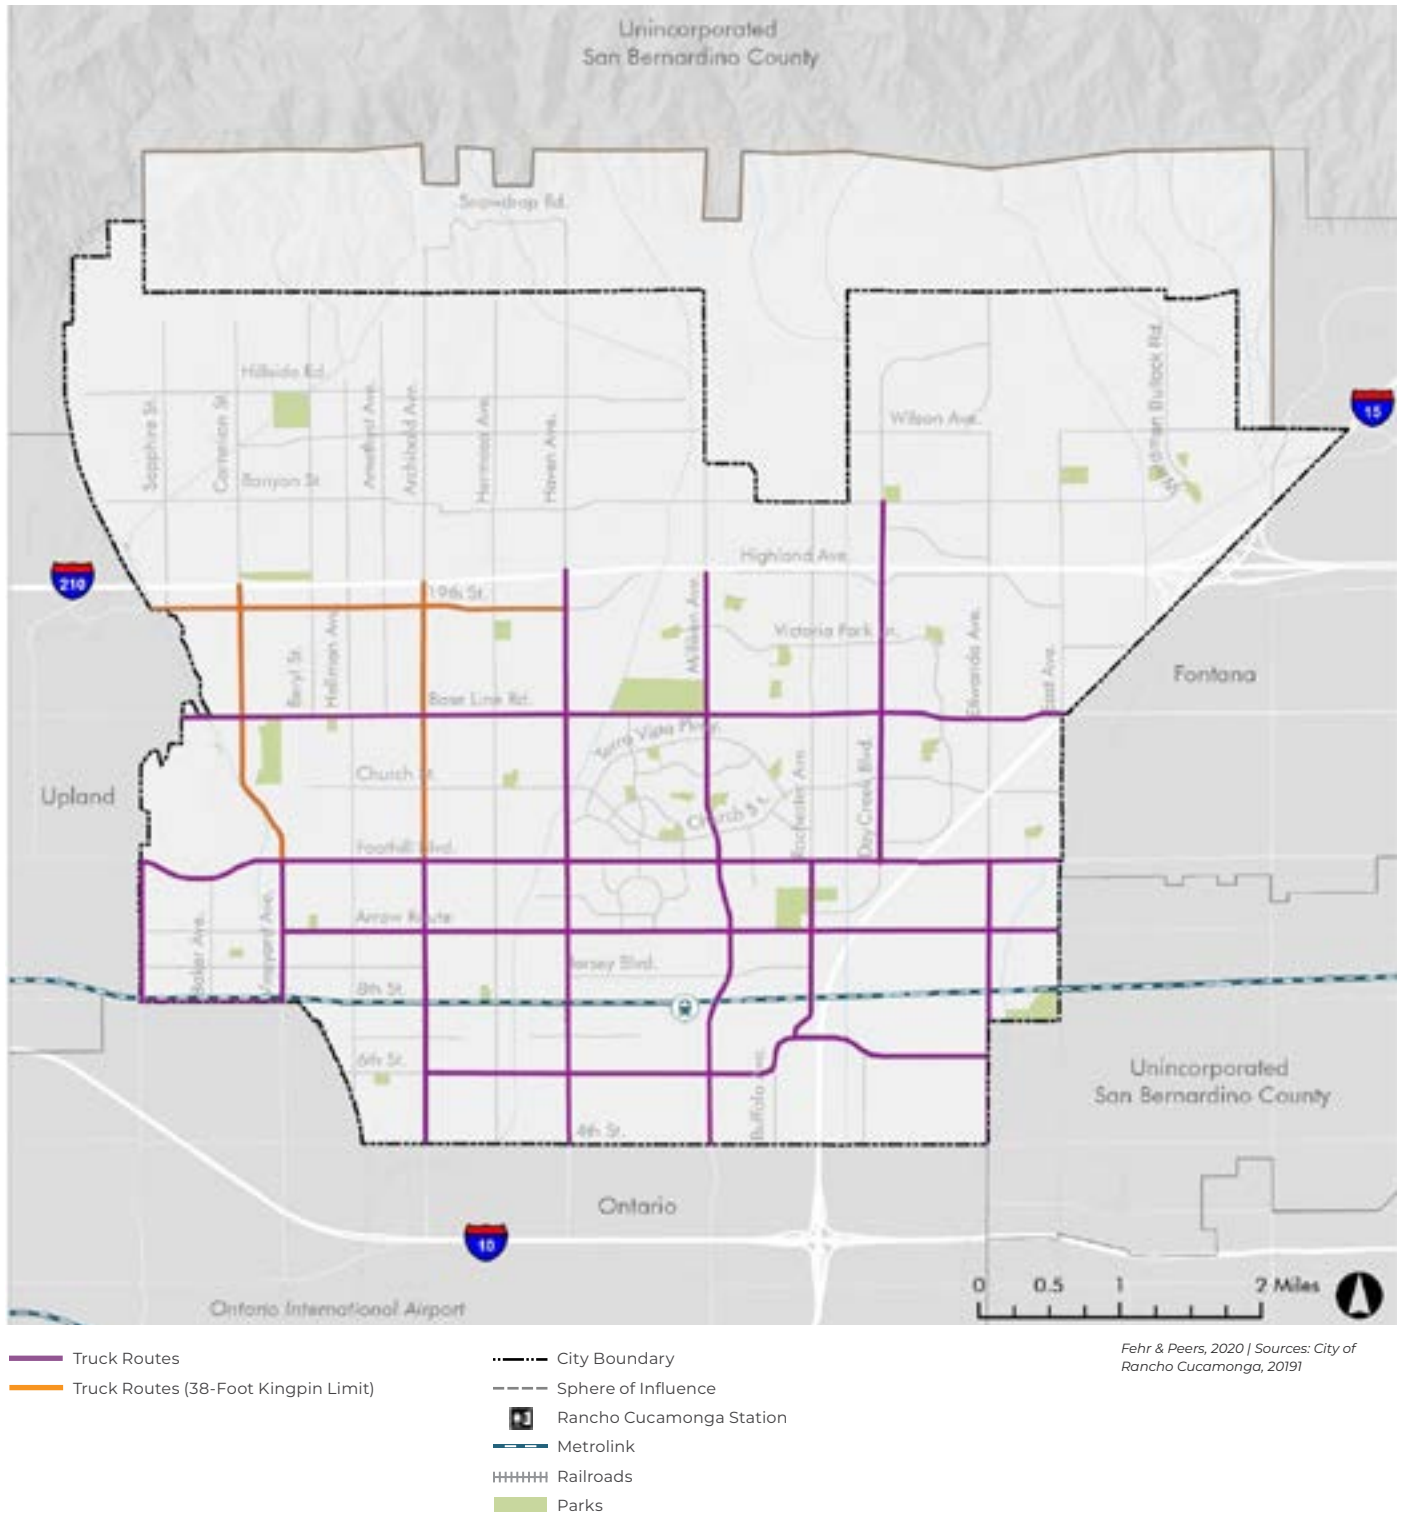 Unincorporated
San Bernardino County
Snowdrop Rd.
Hillside Rd.
Sapphire St.
Carnelian St.
Amethyst Ave.
Archibald Ave.
Hermosa Ave.
Haven Ave.
Wilson Ave.
15
Banyan St.
Highland Ave.
210
19th St.
Beryl St.
Hellman Ave.
Milliken Ave.
Victoria Park Ln.
Etiwanda Ave.
East Ave.
Fontana
Base Line Rd.
Terra Vista Pkwy.
Upland
Church St.
Church St.
Rochester Ave.
Day Creek Blvd.
Foothill Blvd.
Baker Ave.
Vineyard Ave.
Arrow Route
Jersey Blvd.
8th St.
6th St.
Buffalo Ave.
Unincorporated
San Bernardino County
4th St.
Ontario
10
Ontario International Airport
0 0.5 1 2 Miles
Truck Routes
Truck Routes (38-Foot Kingpin Limit)
City Boundary
Sphere of Influence
Rancho Cucamonga Station
Metrolink
Railroads
Parks
Fehr & Peers, 2020 | Sources: City of
Rancho Cucamonga, 20191